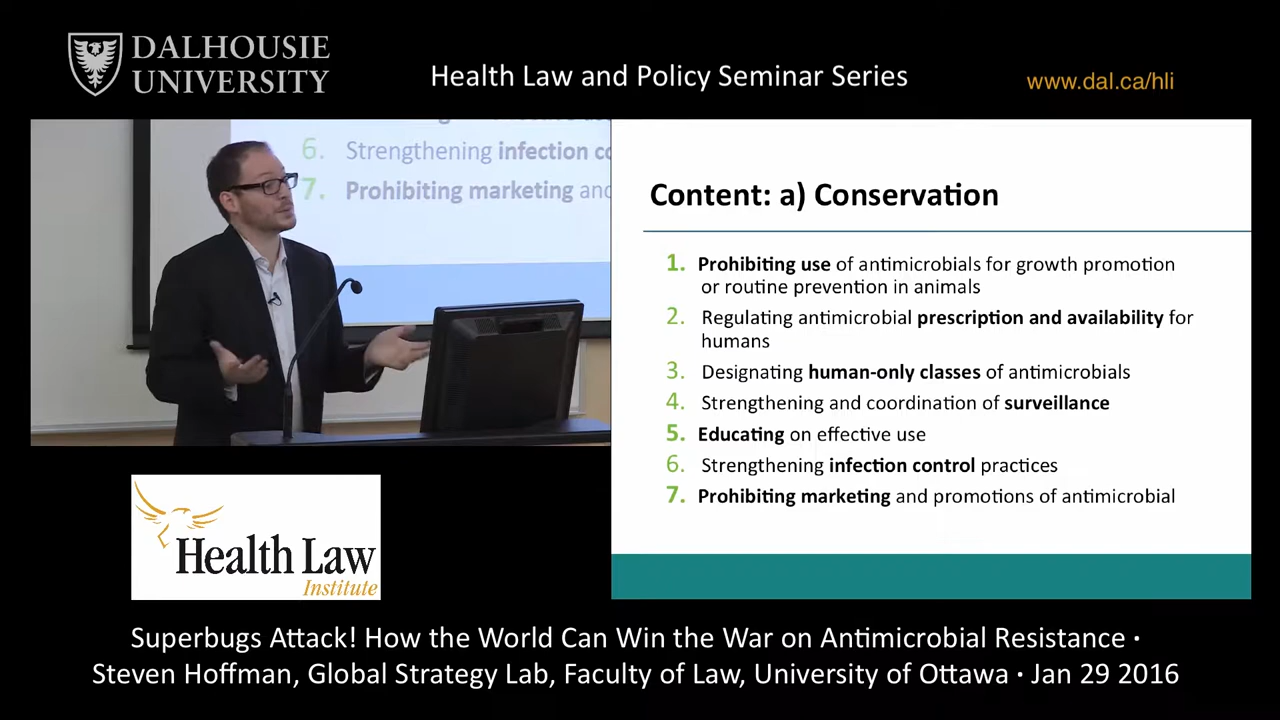 DALHOUSIE
UNIVERSITY
Health Law and Policy Seminar Series
www.dal.ca/hli
6. Strengthening infection
7. Prohibiting marketing and
Content: a) Conservation
1. Prohibiting use of antimicrobials for growth promotion
or routine prevention in animals
2. Regulating antimicrobial prescription and availability for
humans
3. Designating human-only classes of antimicrobials
4. Strengthening and coordination of surveillance
5. Educating on effective use
6. Strengthening infection control practices
7. Prohibiting marketing and promotions of antimicrobial
Health Law
Institute
Superbugs Attack! How the World Can Win the War on Antimicrobial Resistance •
Steven Hoffman, Global Strategy Lab, Faculty of Law, University of Ottawa • Jan 29 2016